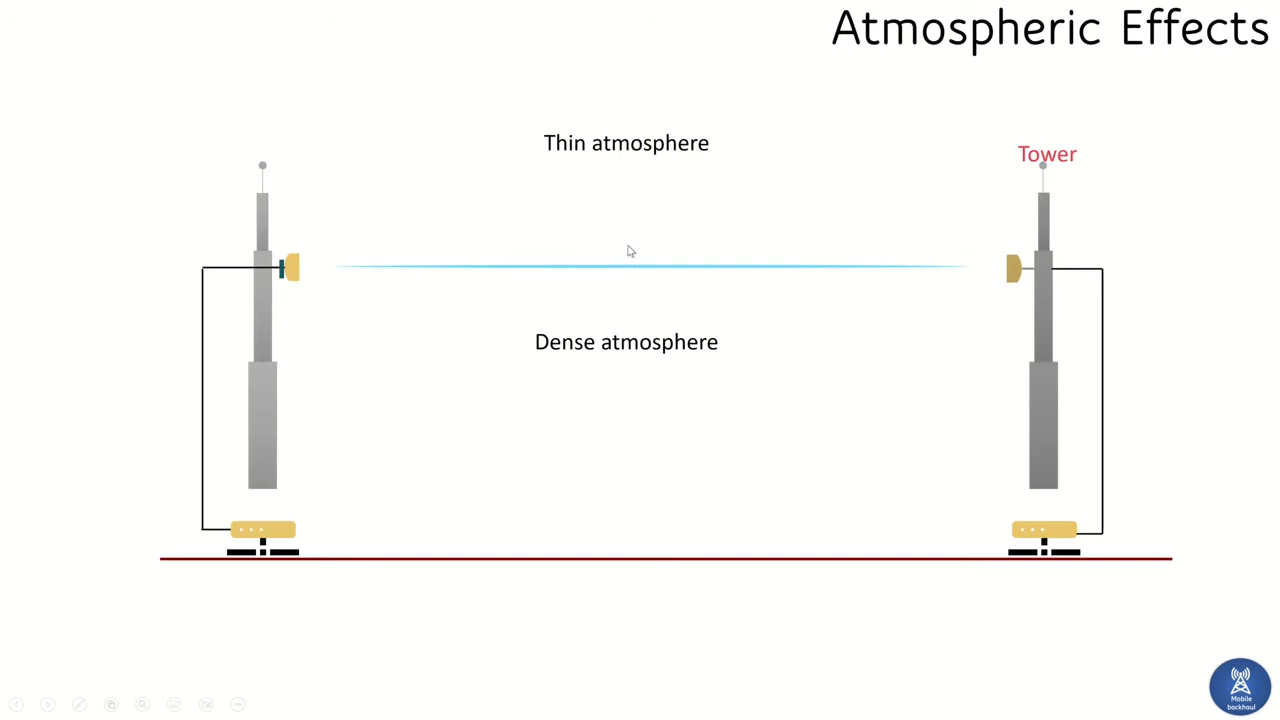 Atmospheric Effects
Thin atmosphere
Tower
Dense atmosphere
Mobile
backhaul